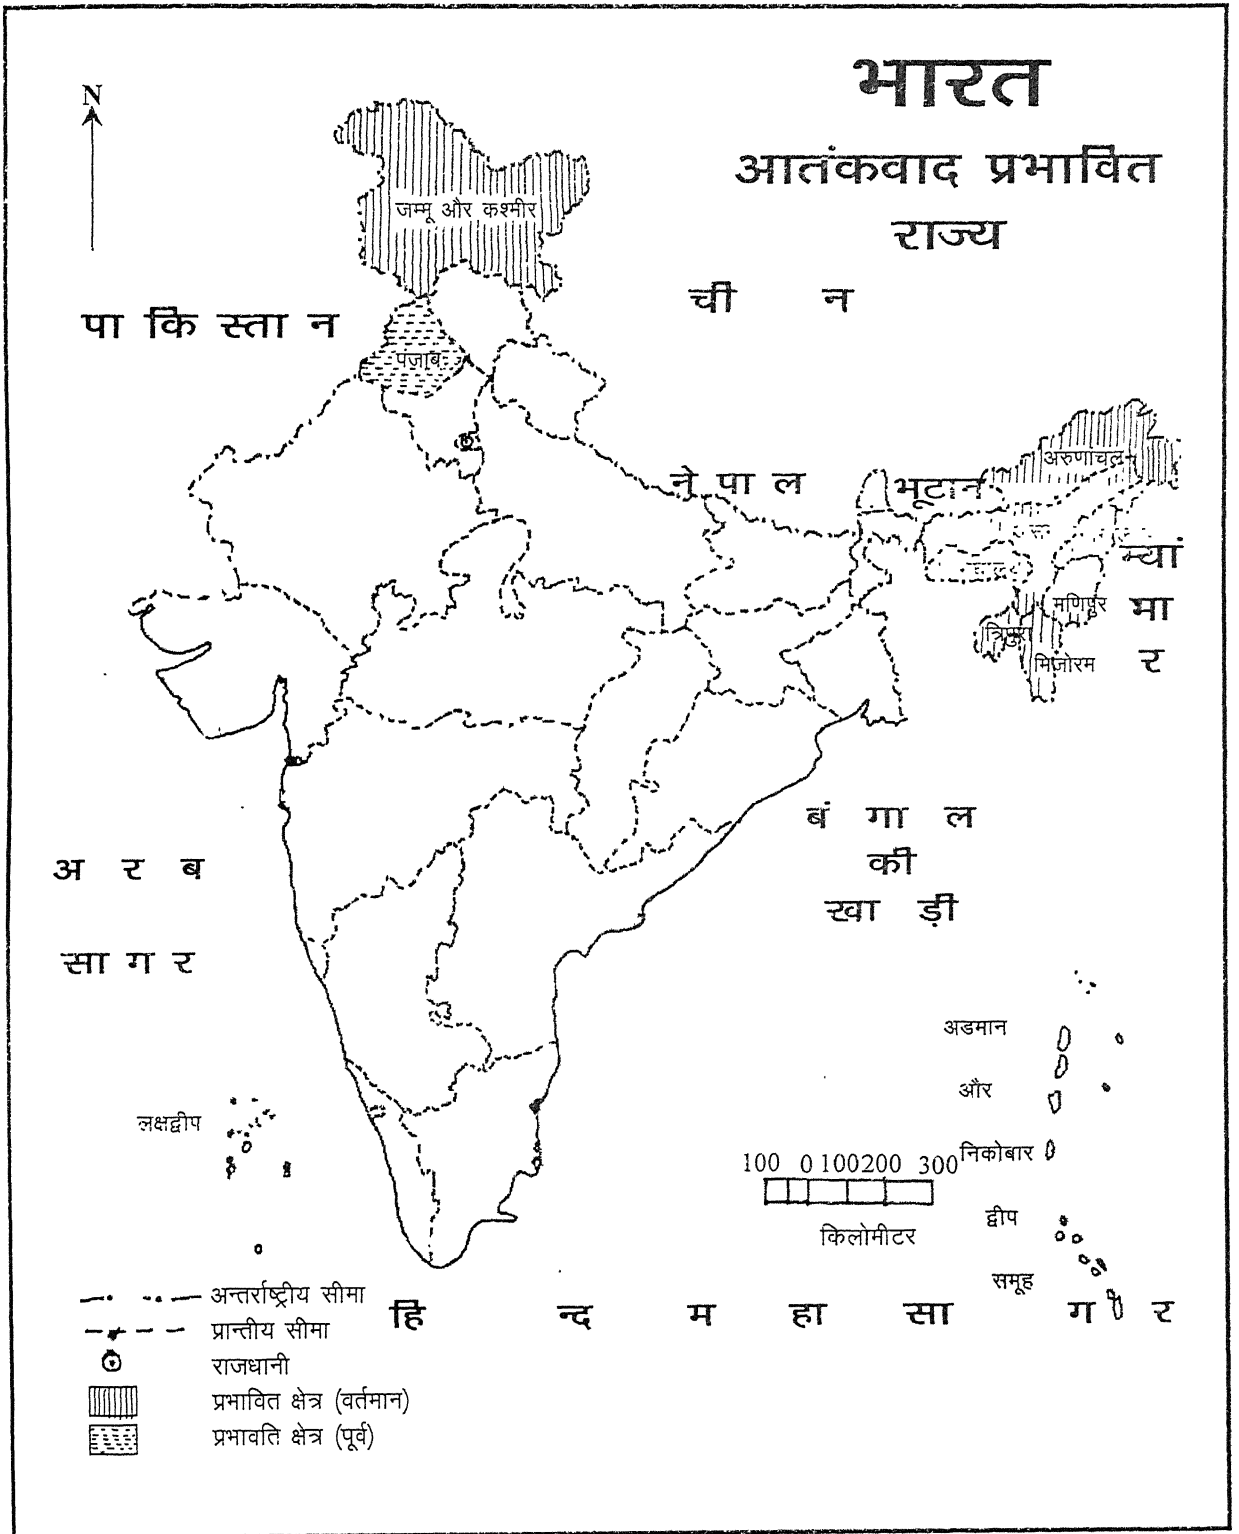 भारत
आतंकवाद प्रभावित
राज्य
N
जम्मू और कश्मीर
ची न
पा कि स्ता न
पंजाब
अरुणाचल
ने पा ल
भूटान
म्यां
मा
र
मणिपुर
त्रिपुरा
मिजोरम
बं गा ल
की
खा ड़ी
अ र ब
सा ग र
अडमान
और
निकोबार
द्वीप
समूह
लक्षद्वीप
100 0 100 200 300
किलोमीटर
अन्तर्राष्ट्रीय सीमा
प्रान्तीय सीमा
राजधानी
प्रभावित क्षेत्र (वर्तमान)
प्रभावति क्षेत्र (पूर्व)
हि न्द म हा सा ग र